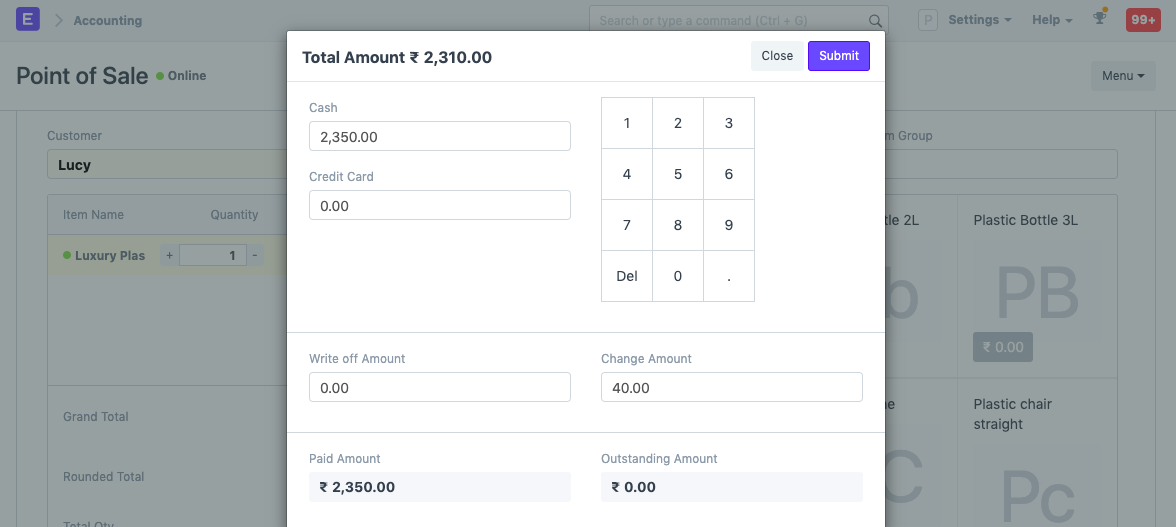 E
Accounting
Search or type a command (Ctrl + G)
P
Settings
Help
99+
Point of Sale
Online
Menu
Total Amount ₹ 2,310.00
Close
Submit
Customer
Lucy
m Group
Item Name
Quantity
Luxury Plas
+
1
-
Grand Total
Rounded Total
Total Qty
Cash
2,350.00
Credit Card
0.00
1 2 3
4 5 6
7 8 9
Del 0 .
Write off Amount
0.00
Change Amount
40.00
Paid Amount
₹ 2,350.00
Outstanding Amount
₹ 0.00
tle 2L
b
Plastic Bottle 3L
PB
₹ 0.00
ne
C
Plastic chair
straight
Pc